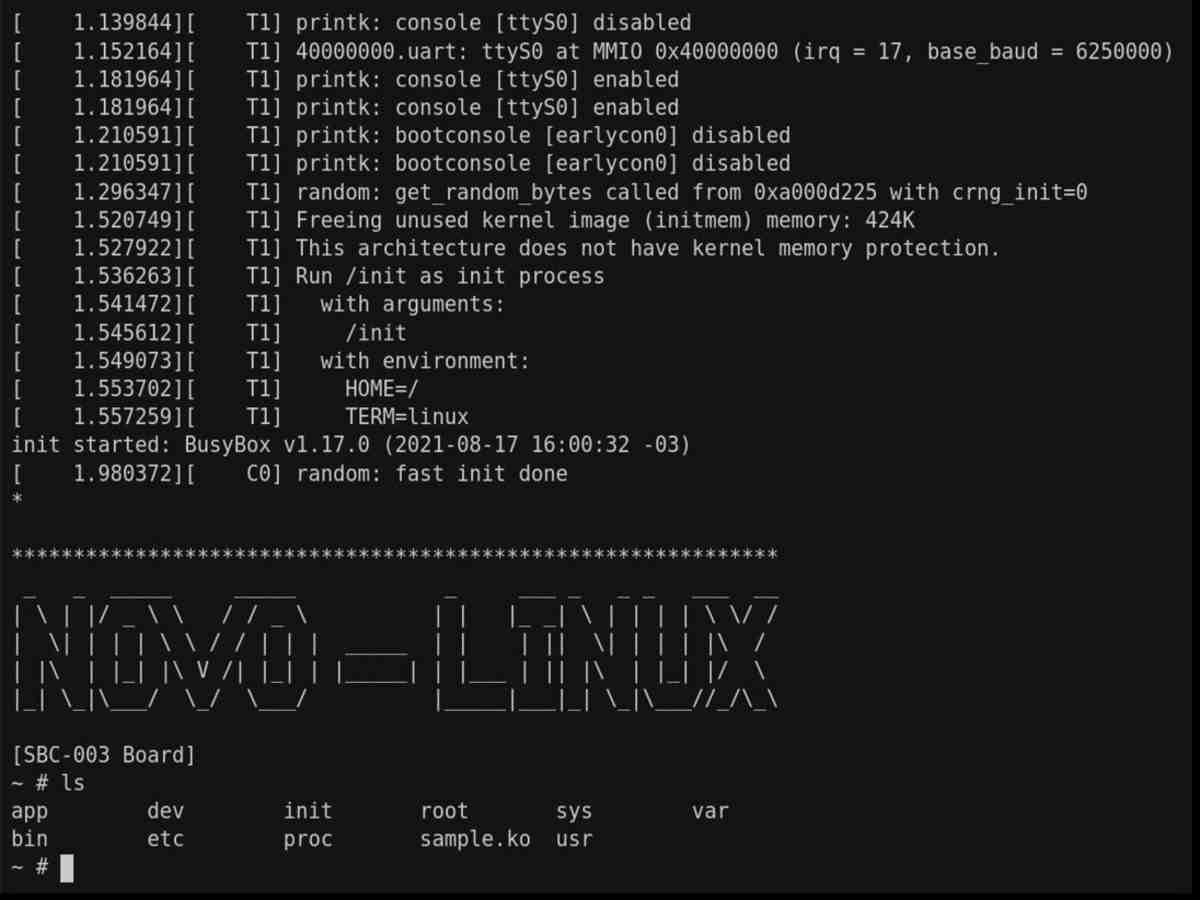 [    1.139844][    T1] printk: console [ttyS0] disabled
[    1.152164][    T1] 40000000.uart: ttyS0 at MMIO 0x40000000 (irq = 17, base_baud = 6250000)
[    1.181964][    T1] printk: console [ttyS0] enabled
[    1.181964][    T1] printk: console [ttyS0] enabled
[    1.210591][    T1] printk: bootconsole [earlycon0] disabled
[    1.210591][    T1] printk: bootconsole [earlycon0] disabled
[    1.296347][    T1] random: get_random_bytes called from 0xa000d225 with crng_init=0
[    1.520749][    T1] Freeing unused kernel image (initmem) memory: 424K
[    1.527922][    T1] This architecture does not have kernel memory protection.
[    1.536263][    T1] Run /init as init process
[    1.541472][    T1]   with arguments:
[    1.545612][    T1]     /init
[    1.549073][    T1]   with environment:
[    1.553702][    T1]     HOME=/
[    1.557259][    T1]     TERM=linux
init started: BusyBox v1.17.0 (2021-08-17 16:00:32 -03)
[    1.980372][    C0] random: fast init done
*
**************************************************************
NOVO - LINUX
[SBC-003 Board]
~ # ls
app        dev        init       root       sys        var
bin        etc        proc       sample.ko  usr
~ #